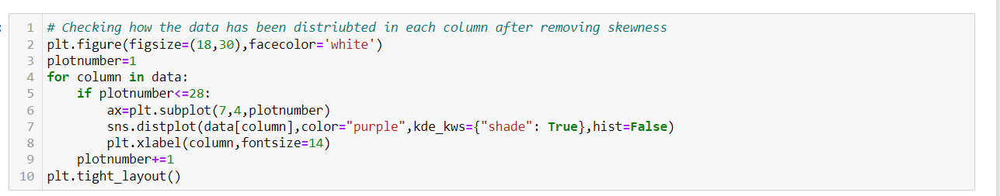 1 # Checking how the data has been distriubted in each column after removing skewness
2 plt.figure(figsize=(18,30),facecolor='white')
3 plotnumber=1
4 for column in data:
5     if plotnumber<=28:
6         ax=plt.subplot(7,4,plotnumber)
7         sns.distplot(data[column],color="purple",kde_kws={"shade": True},hist=False)
8         plt.xlabel(column,fontsize=14)
9     plotnumber+=1
10 plt.tight_layout()